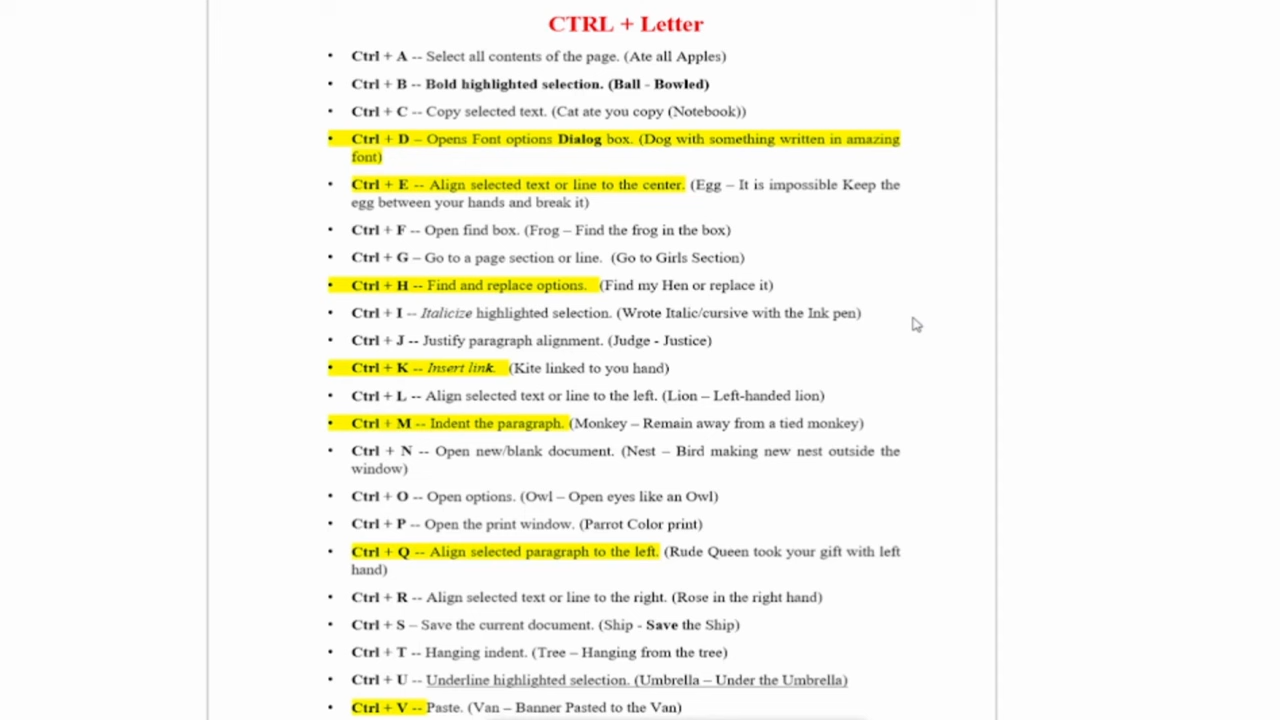 CTRL + Letter
• Ctrl + A -- Select all contents of the page. (Ate all Apples)
• Ctrl + B -- Bold highlighted selection. (Ball - Bowled)
• Ctrl + C -- Copy selected text. (Cat ate you copy (Notebook))
• Ctrl + D – Opens Font options Dialog box. (Dog with something written in amazing
font)
• Ctrl + E -- Align selected text or line to the center. (Egg – It is impossible Keep the
egg between your hands and break it)
• Ctrl + F -- Open find box. (Frog – Find the frog in the box)
• Ctrl + G – Go to a page section or line. (Go to Girls Section)
• Ctrl + H -- Find and replace options. (Find my Hen or replace it)
• Ctrl + I -- Italicize highlighted selection. (Wrote Italic/cursive with the Ink pen)
• Ctrl + J -- Justify paragraph alignment. (Judge - Justice)
• Ctrl + K -- Insert link. (Kite linked to you hand)
• Ctrl + L -- Align selected text or line to the left. (Lion – Left-handed lion)
• Ctrl + M -- Indent the paragraph. (Monkey – Remain away from a tied monkey)
• Ctrl + N -- Open new/blank document. (Nest – Bird making new nest outside the
window)
• Ctrl + O -- Open options. (Owl – Open eyes like an Owl)
• Ctrl + P -- Open the print window. (Parrot Color print)
• Ctrl + Q -- Align selected paragraph to the left. (Rude Queen took your gift with left
hand)
• Ctrl + R -- Align selected text or line to the right. (Rose in the right hand)
• Ctrl + S – Save the current document. (Ship - Save the Ship)
• Ctrl + T -- Hanging indent. (Tree – Hanging from the tree)
• Ctrl + U -- Underline highlighted selection. (Umbrella – Under the Umbrella)
• Ctrl + V -- Paste. (Van – Banner Pasted to the Van)